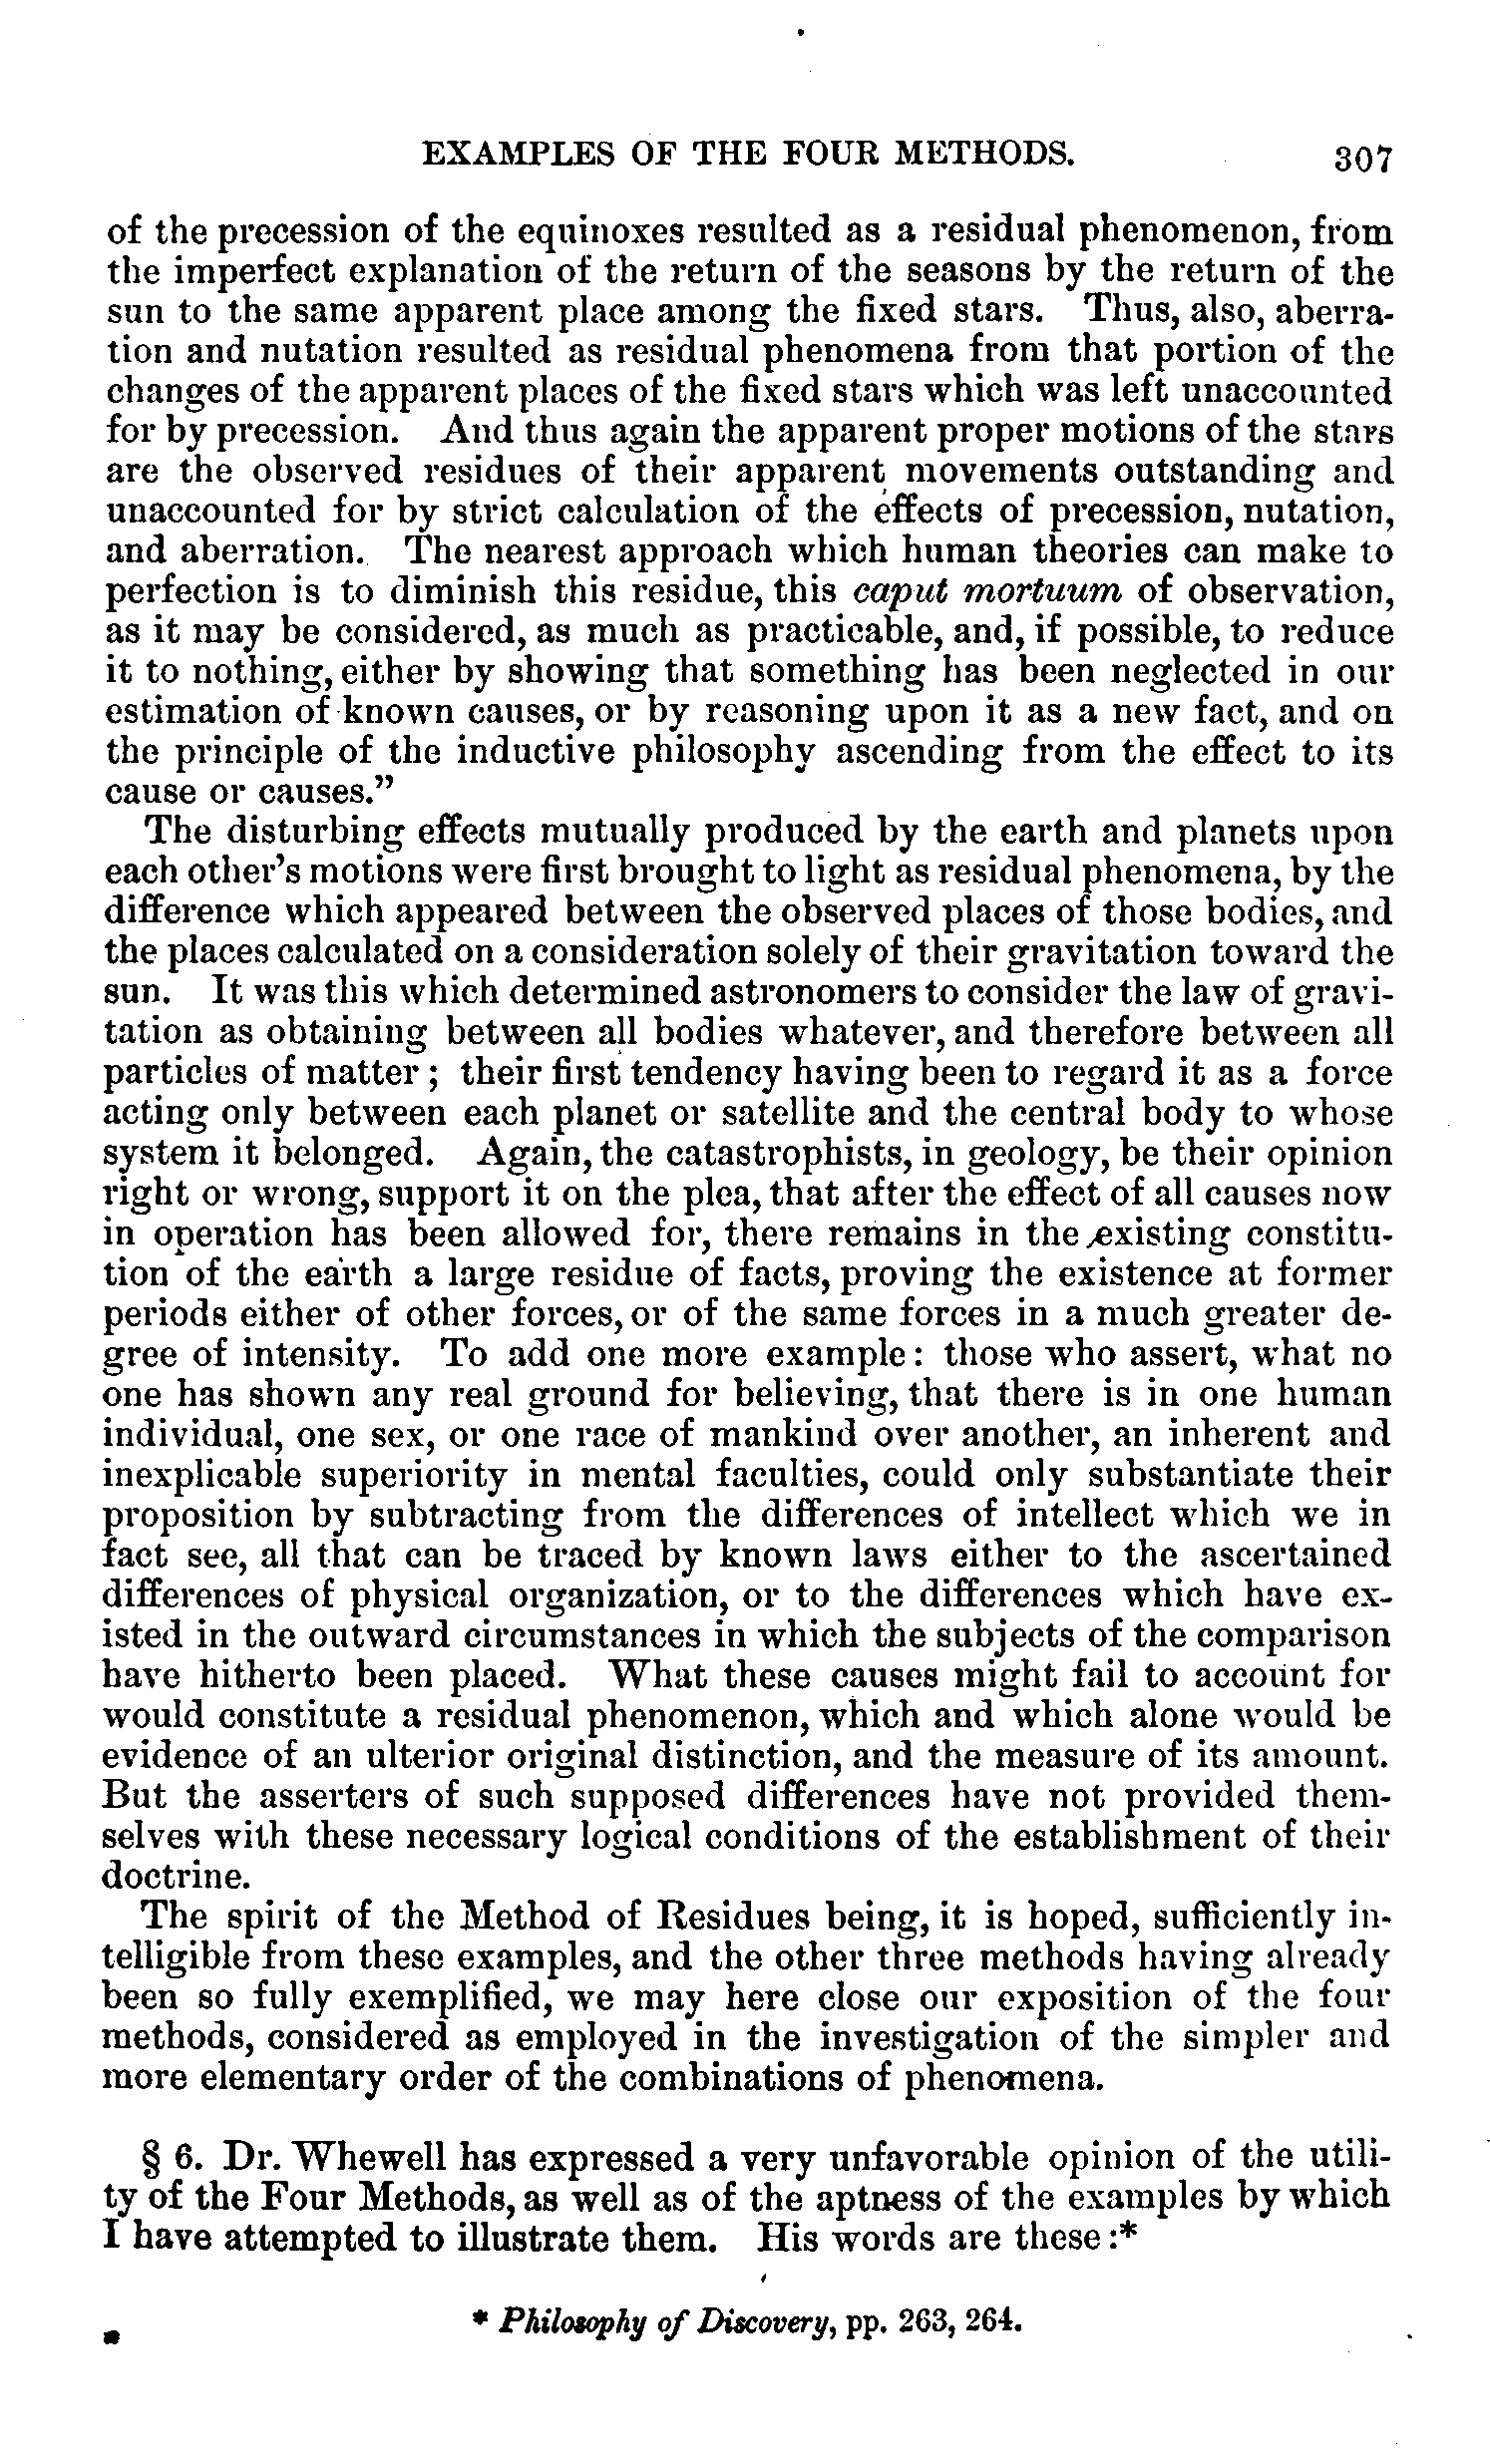 EXAMPLES OF THE FOUR METHODS. 307
of the precession of the equinoxes resulted as a residual phenomenon, from
the imperfect explanation of the return of the seasons by the return of the
sun to the same apparent place among the fixed stars. Thus, also, aberra-
tion and nutation resulted as residual phenomena from that portion of the
changes of the apparent places of the fixed stars which was left unaccounted
for by precession. And thus again the apparent proper motions of the stars
are the observed residues of their apparent movements outstanding and
unaccounted for by strict calculation of the effects of precession, nutation,
and aberration. The nearest approach which human theories can make to
perfection is to diminish this residue, this caput mortuum of observation,
as it may be considered, as much as practicable, and, if possible, to reduce
it to nothing, either by showing that something has been neglected in our
estimation of known causes, or by reasoning upon it as a new fact, and on
the principle of the inductive philosophy ascending from the effect to its
cause or causes.”
The disturbing effects mutually produced by the earth and planets upon
each other’s motions were first brought to light as residual phenomena, by the
difference which appeared between the observed places of those bodies, and
the places calculated on a consideration solely of their gravitation toward the
sun. It was this which determined astronomers to consider the law of gravi-
tation as obtaining between all bodies whatever, and therefore between all
particles of matter; their first tendency having been to regard it as a force
acting only between each planet or satellite and the central body to whose
system it belonged. Again, the catastrophists, in geology, be their opinion
right or wrong, support it on the plea, that after the effect of all causes now
in operation has been allowed for, there remains in the existing constitu-
tion of the earth a large residue of facts, proving the existence at former
periods either of other forces, or of the same forces in a much greater de-
gree of intensity. To add one more example: those who assert, what no
one has shown any real ground for believing, that there is in one human
individual, one sex, or one race of mankind over another, an inherent and
inexplicable superiority in mental faculties, could only substantiate their
proposition by subtracting from the differences of intellect which we in
fact see, all that can be traced by known laws either to the ascertained
differences of physical organization, or to the differences which have ex-
isted in the outward circumstances in which the subjects of the comparison
have hitherto been placed. What these causes might fail to account for
would constitute a residual phenomenon, which and which alone would be
evidence of an ulterior original distinction, and the measure of its amount.
But the asserters of such supposed differences have not provided them-
selves with these necessary logical conditions of the establishment of their
doctrine.
The spirit of the Method of Residues being, it is hoped, sufficiently in-
telligible from these examples, and the other three methods having already
been so fully exemplified, we may here close our exposition of the four
methods, considered as employed in the investigation of the simpler and
more elementary order of the combinations of phenomena.
§ 6. Dr. Whewell has expressed a very unfavorable opinion of the utili-
ty of the Four Methods, as well as of the aptness of the examples by which
I have attempted to illustrate them. His words are these:*
* Philosophy of Discovery, pp. 263, 264.